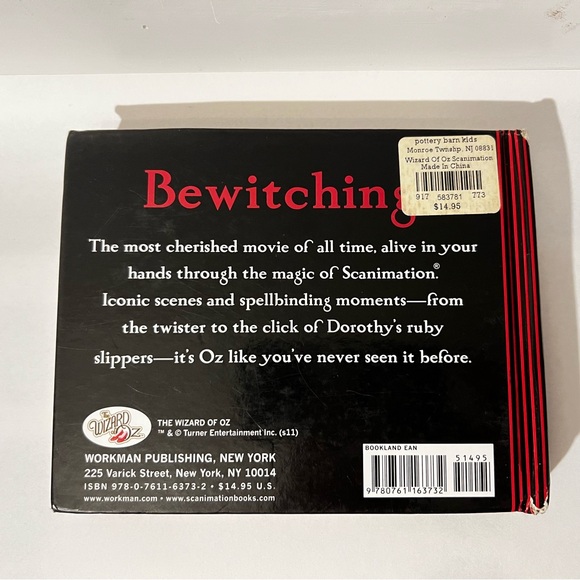 pottery barn kids
Monroe Twnship, NJ 08831
Wizard Of Oz Scanimation
Made In China
917 583781 773
$14.95
Bewitching
The most cherished movie of all time, alive in your
hands through the magic of Scanimation.®
Iconic scenes and spellbinding moments—from
the twister to the click of Dorothy's ruby
slippers—it's Oz like you've never seen it before.
The
WIZARD
of OZ
THE WIZARD OF OZ
™ & © Turner Entertainment Inc. (s11)
WORKMAN PUBLISHING, NEW YORK
225 Varick Street, New York, NY 10014
ISBN 978-0-7611-6373-2 • $14.95 U.S.
www.workman.com • www.scanimationbooks.com
BOOKLAND EAN
51495
9 780761 163732